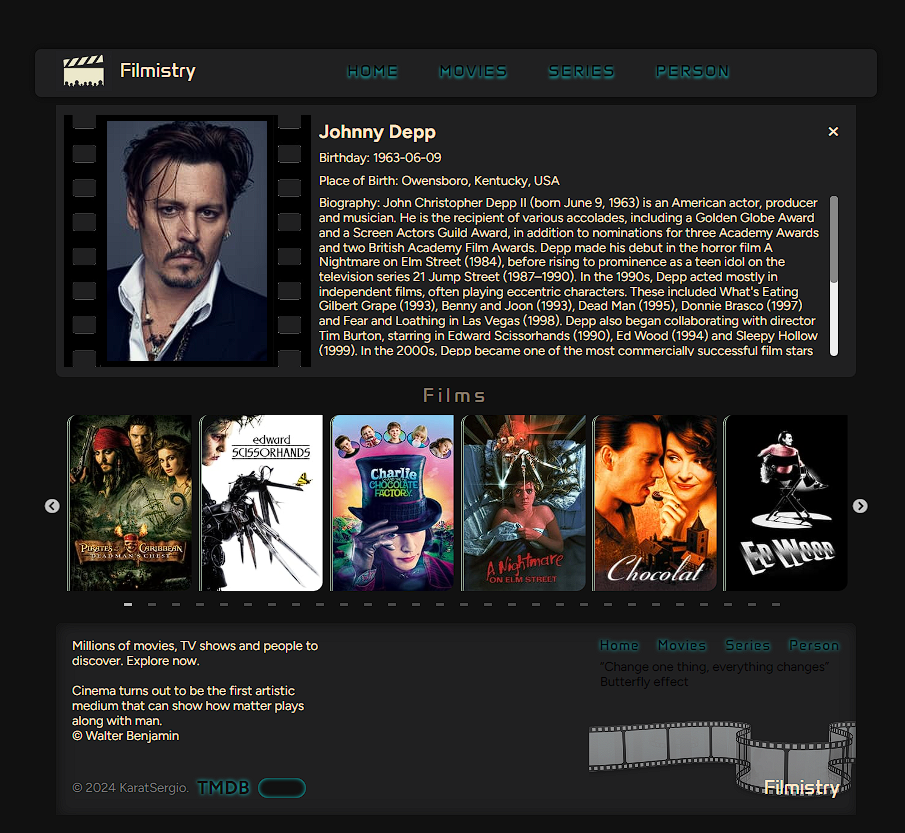 Filmistry
HOME MOVIES SERIES PERSON
Johnny Depp
Birthday: 1963-06-09
Place of Birth: Owensboro, Kentucky, USA
Biography: John Christopher Depp II (born June 9, 1963) is an American actor, producer
and musician. He is the recipient of various accolades, including a Golden Globe Award
and a Screen Actors Guild Award, in addition to nominations for three Academy Awards
and two British Academy Film Awards. Depp made his debut in the horror film A
Nightmare on Elm Street (1984), before rising to prominence as a teen idol on the
television series 21 Jump Street (1987–1990). In the 1990s, Depp acted mostly in
independent films, often playing eccentric characters. These included What's Eating
Gilbert Grape (1993), Benny and Joon (1993), Dead Man (1995), Donnie Brasco (1997)
and Fear and Loathing in Las Vegas (1998). Depp also began collaborating with director
Tim Burton, starring in Edward Scissorhands (1990), Ed Wood (1994) and Sleepy Hollow
(1999). In the 2000s, Depp became one of the most commercially successful film stars
Films
PIRATES of the CARIBBEAN
DEAD MAN'S CHEST
edward
SCISSORHANDS
Charlie
AND THE
CHOCOLATE
FACTORY
A Nightmare
ON ELM STREET
Chocolat
ED WOOD
Millions of movies, TV shows and people to
discover. Explore now.
Cinema turns out to be the first artistic
medium that can show how matter plays
along with man.
© Walter Benjamin
© 2024 KaratSergio. TMDB
Home Movies Series Person
"Change one thing, everything changes"
Butterfly effect
Filmistry